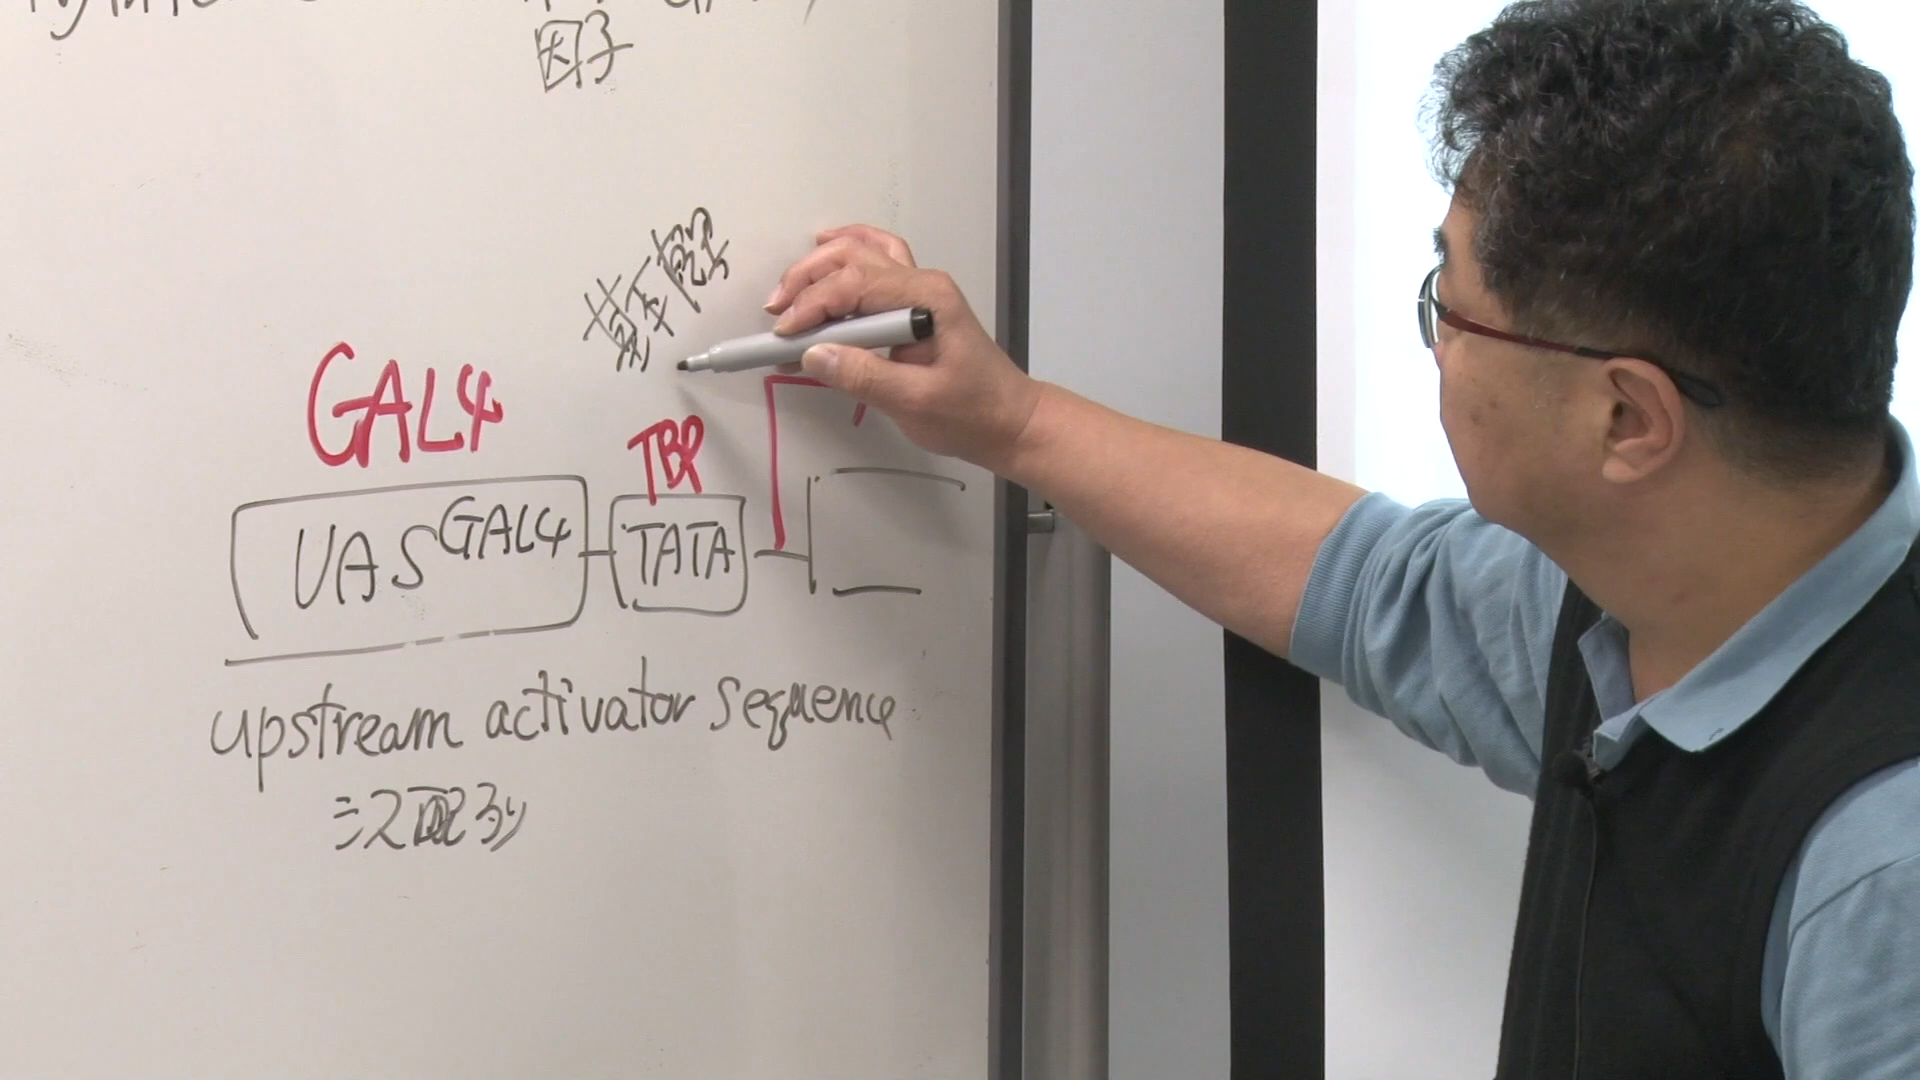 因子
GAL4
TBP
UAS GAL4
TATA
upstream activator sequence
シス配列